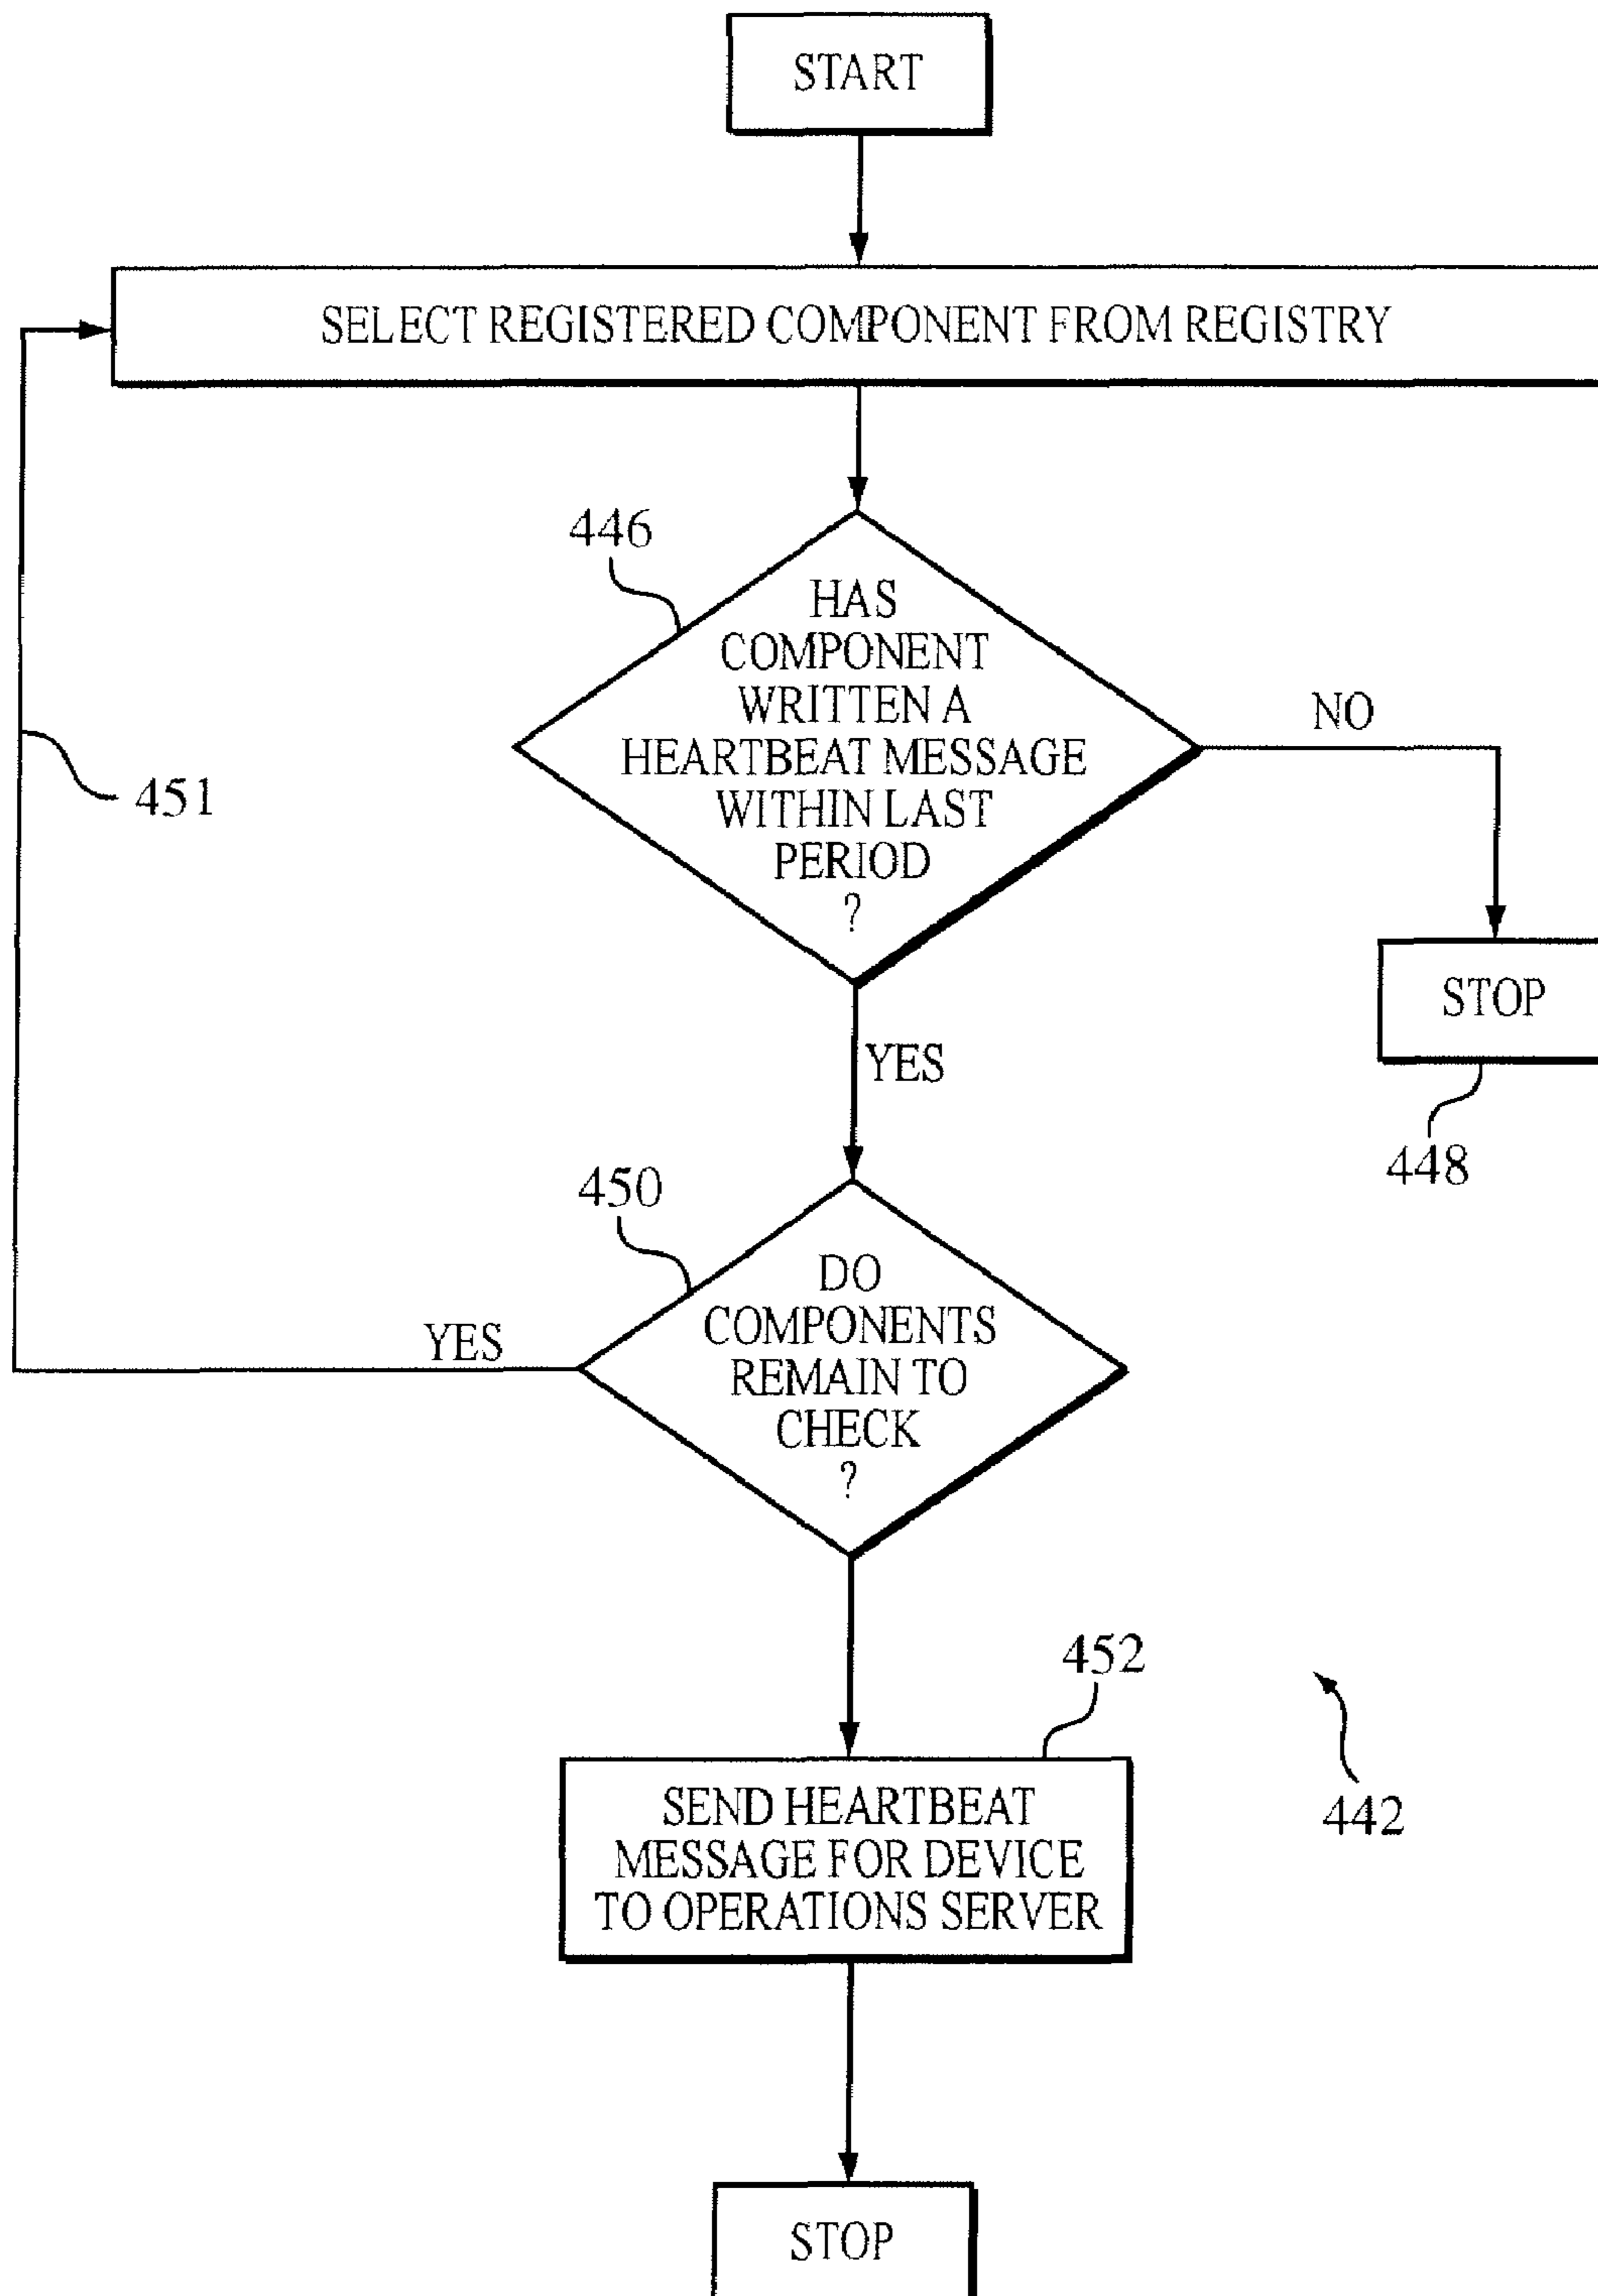 START
SELECT REGISTERED COMPONENT FROM REGISTRY
446
HAS
COMPONENT
WRITTEN A
HEARTBEAT MESSAGE
WITHIN LAST
PERIOD
?
NO
451
STOP
448
YES
450
DO
COMPONENTS
REMAIN TO
CHECK
?
YES
452
SEND HEARTBEAT
MESSAGE FOR DEVICE
TO OPERATIONS SERVER
442
STOP